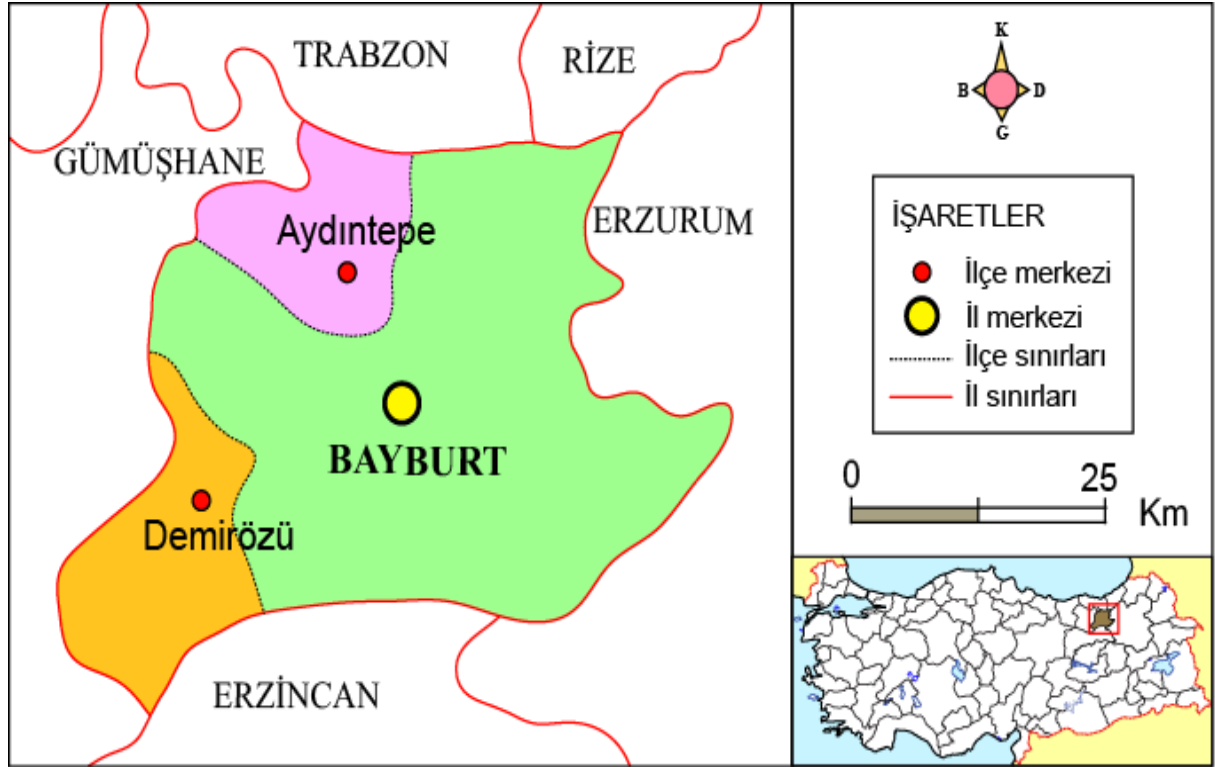 TRABZON
RİZE
GÜMÜŞHANE
ERZURUM
Aydıntepe
BAYBURT
Demirözü
ERZİNCAN
K
B D
G
İŞARETLER
İlçe merkezi
İl merkezi
İlçe sınırları
İl sınırları
0 25
Km